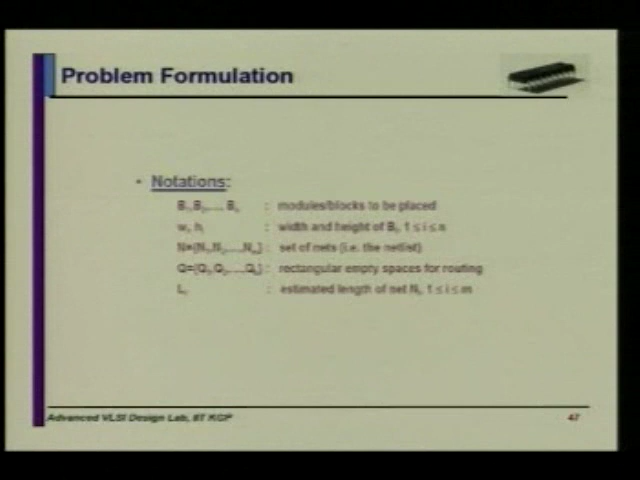 Problem Formulation
• Notations:
B₁,B₂,..., Bₙ : modules/blocks to be placed
wᵢ, hᵢ : width and height of Bᵢ, 1 ≤ i ≤ n
N={N₁,N₂,...,Nₘ} : set of nets (i.e. the netlist)
Q={Q₁,Q₂,...,Qₖ} : rectangular empty spaces for routing
Lᵢ : estimated length of net Nᵢ, 1 ≤ i ≤ m
Advanced VLSI Design Lab, IIT KGP
47